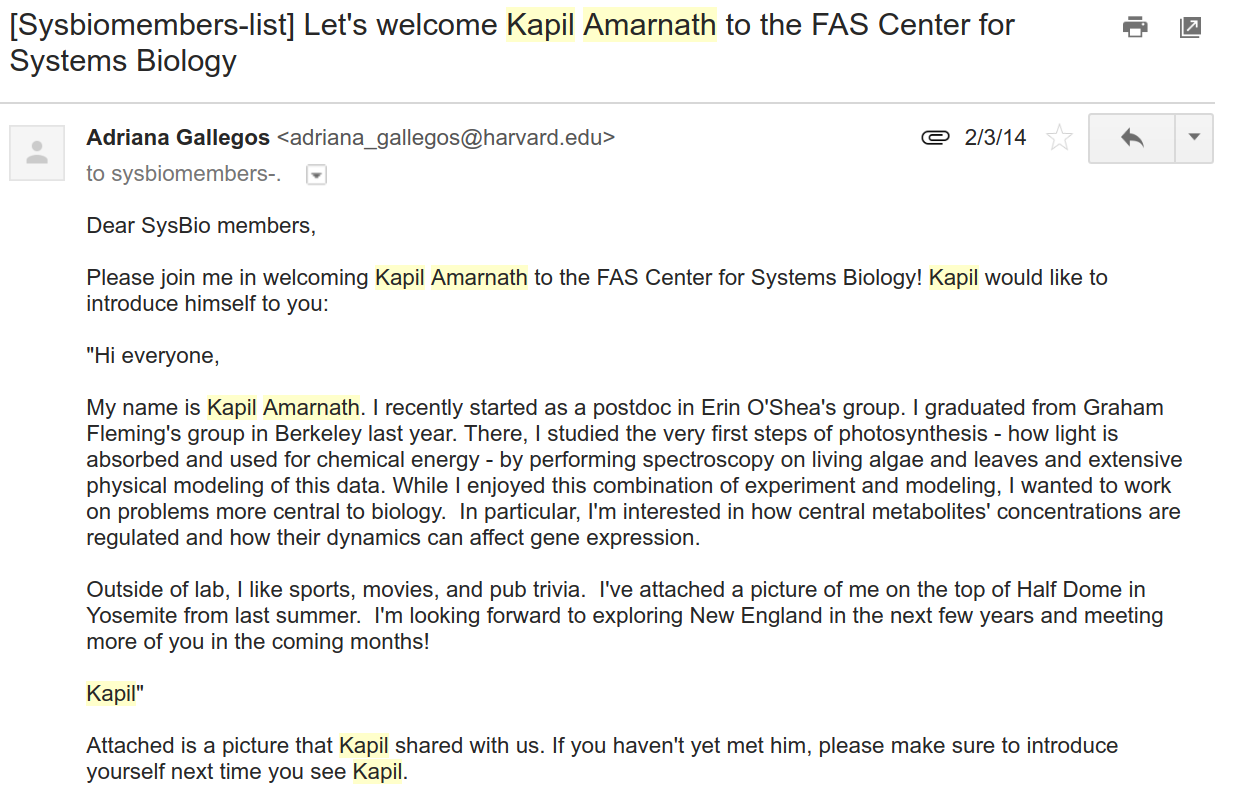 [Sysbiomembers-list] Let's welcome Kapil Amarnath to the FAS Center for
Systems Biology
Adriana Gallegos <adriana_gallegos@harvard.edu> 2/3/14
to sysbiomembers-.
Dear SysBio members,
Please join me in welcoming Kapil Amarnath to the FAS Center for Systems Biology! Kapil would like to
introduce himself to you:
"Hi everyone,
My name is Kapil Amarnath. I recently started as a postdoc in Erin O'Shea's group. I graduated from Graham
Fleming's group in Berkeley last year. There, I studied the very first steps of photosynthesis - how light is
absorbed and used for chemical energy - by performing spectroscopy on living algae and leaves and extensive
physical modeling of this data. While I enjoyed this combination of experiment and modeling, I wanted to work
on problems more central to biology.  In particular, I'm interested in how central metabolites' concentrations are
regulated and how their dynamics can affect gene expression.
Outside of lab, I like sports, movies, and pub trivia.  I've attached a picture of me on the top of Half Dome in
Yosemite from last summer.  I'm looking forward to exploring New England in the next few years and meeting
more of you in the coming months!
Kapil"
Attached is a picture that Kapil shared with us. If you haven't yet met him, please make sure to introduce
yourself next time you see Kapil.